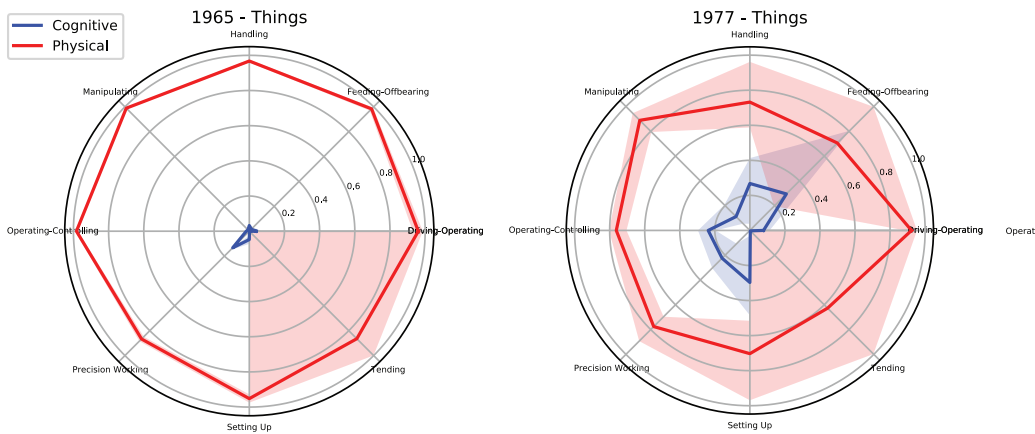 Cognitive
Physical
1965 - Things
Handling
Feeding-Offbearing
Manipulating
Operating-Controlling
Precision Working
Setting Up
Tending
Driving-Operating
0.2
0.4
0.6
0.8
1.0
1977 - Things
Handling
Feeding-Offbearing
Manipulating
Operating-Controlling
Precision Working
Setting Up
Tending
Driving-Operating
0.2
0.4
0.6
0.8
1.0
Operat